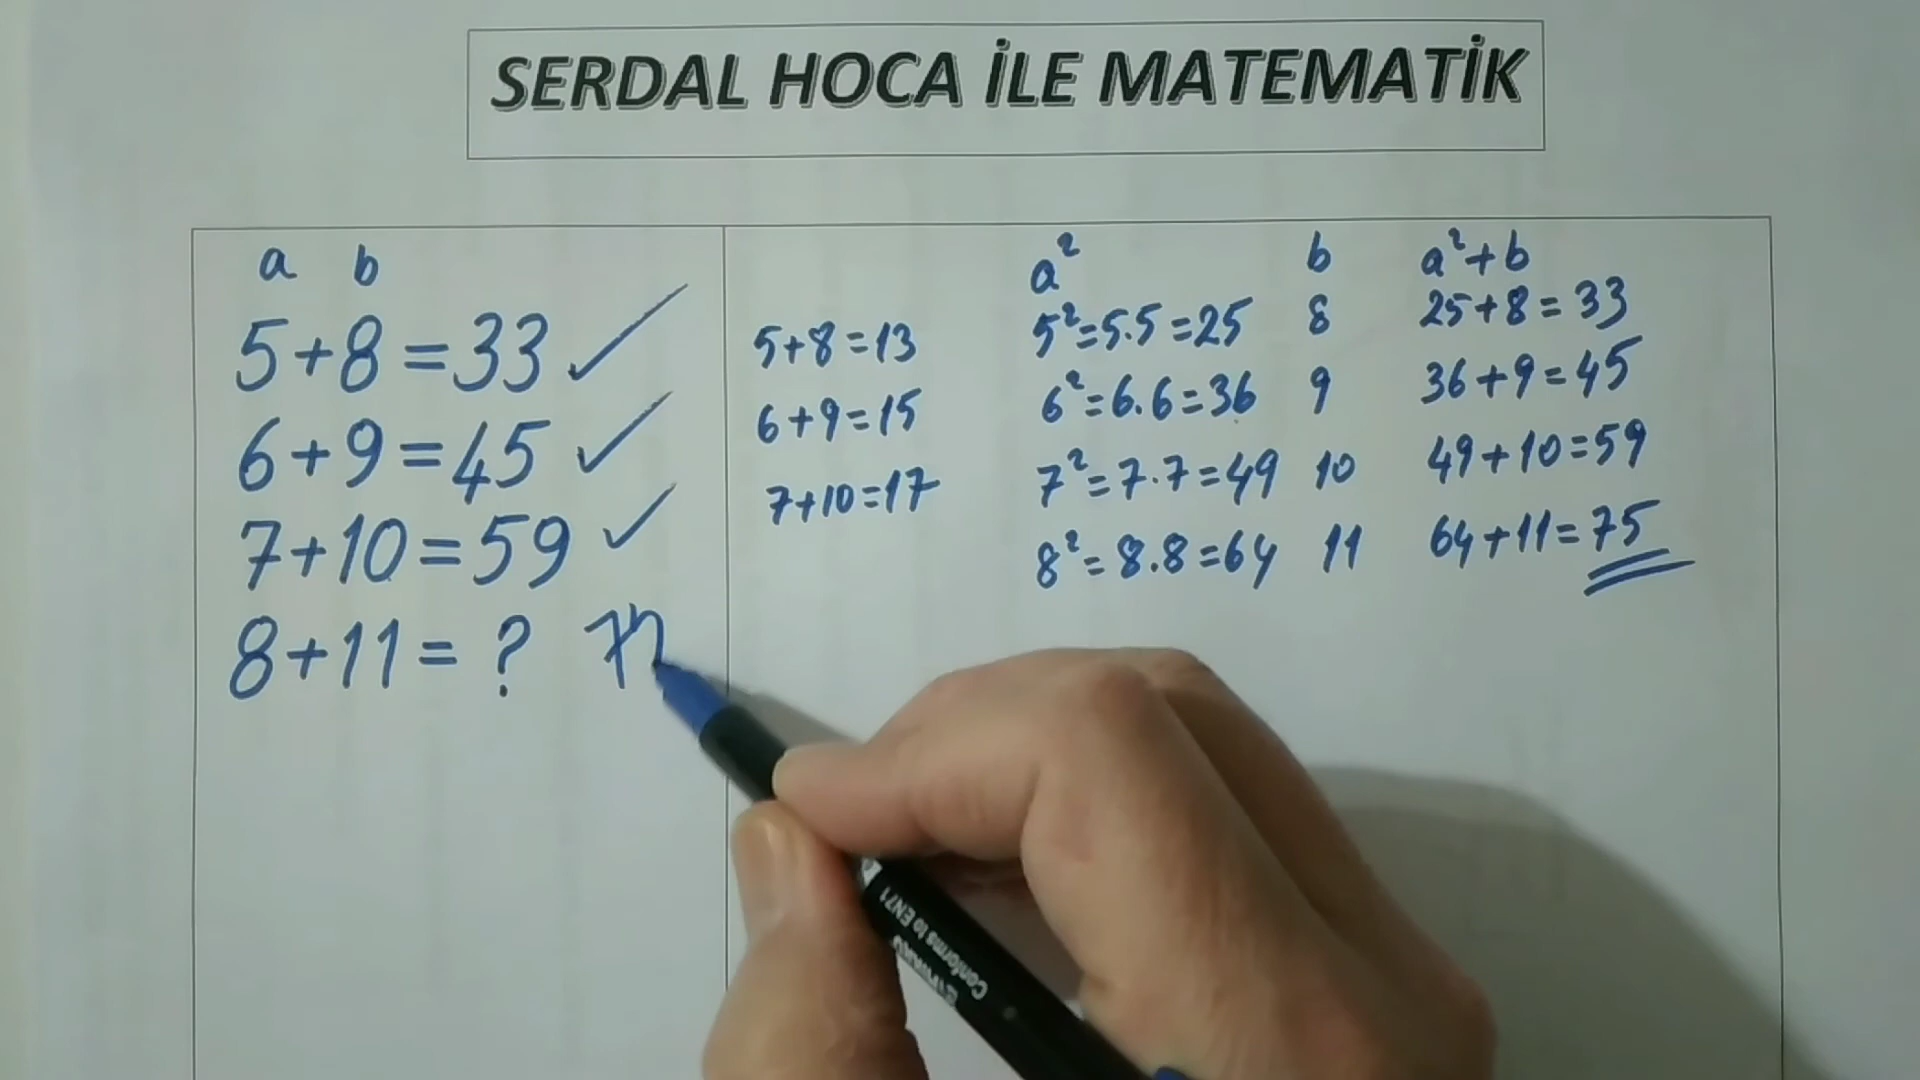 SERDAL HOCA İLE MATEMATİK
a b
5+8=33
6+9=45
7+10=59
8+11= ?
5+8=13
6+9=15
7+10=17
a² b a²+b
5²=5.5=25 8 25+8=33
6²=6.6=36 9 36+9=45
7²=7.7=49 10 49+10=59
8²=8.8=64 11 64+11=75
Conforms to EN71